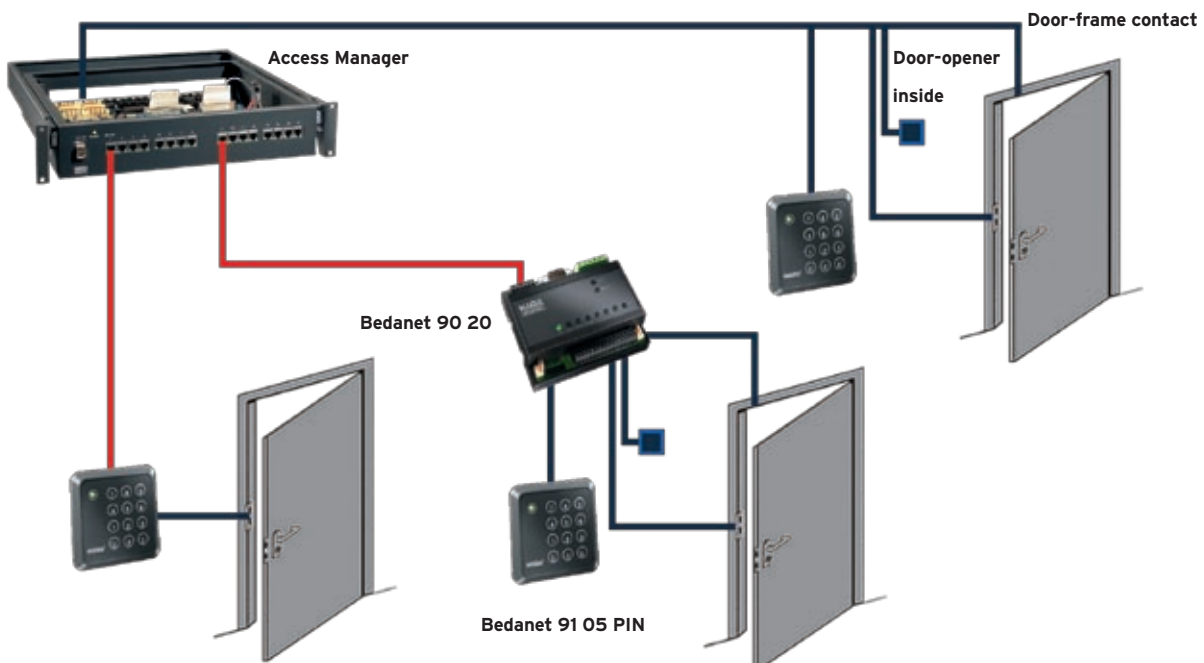 Door-frame contact
Access Manager
Door-opener
inside
Bedanet 90 20
Bedanet 91 05 PIN